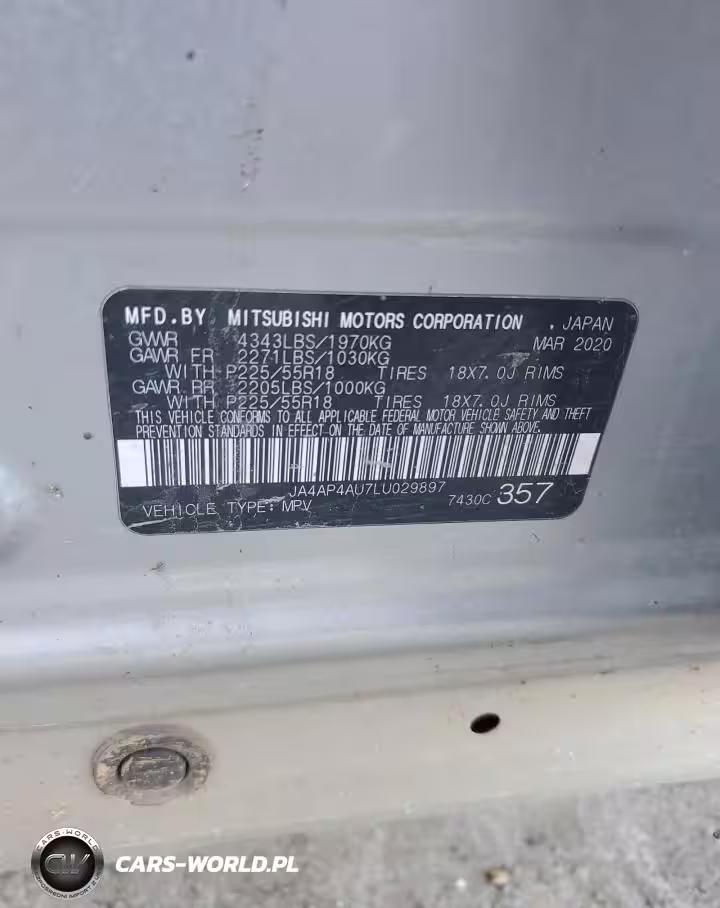 MFD.BY MITSUBISHI MOTORS CORPORATION , JAPAN
GVWR 4343LBS/1970KG MAR 2020
GAWR FR 2271LBS/1030KG
WITH P225/55R18 TIRES 18X7.0J RIMS
GAWR RR 2205LBS/1000KG
WITH P225/55R18 TIRES 18X7.0J RIMS
THIS VEHICLE CONFORMS TO ALL APPLICABLE FEDERAL MOTOR VEHICLE SAFETY AND THEFT
PREVENTION STANDARDS IN EFFECT ON THE DATE OF MANUFACTURE SHOWN ABOVE.
JA4AP4AU7LU029897
VEHICLE TYPE: MPV 7430C 357
CARS-WORLD
CW
CARS-WORLD.PL